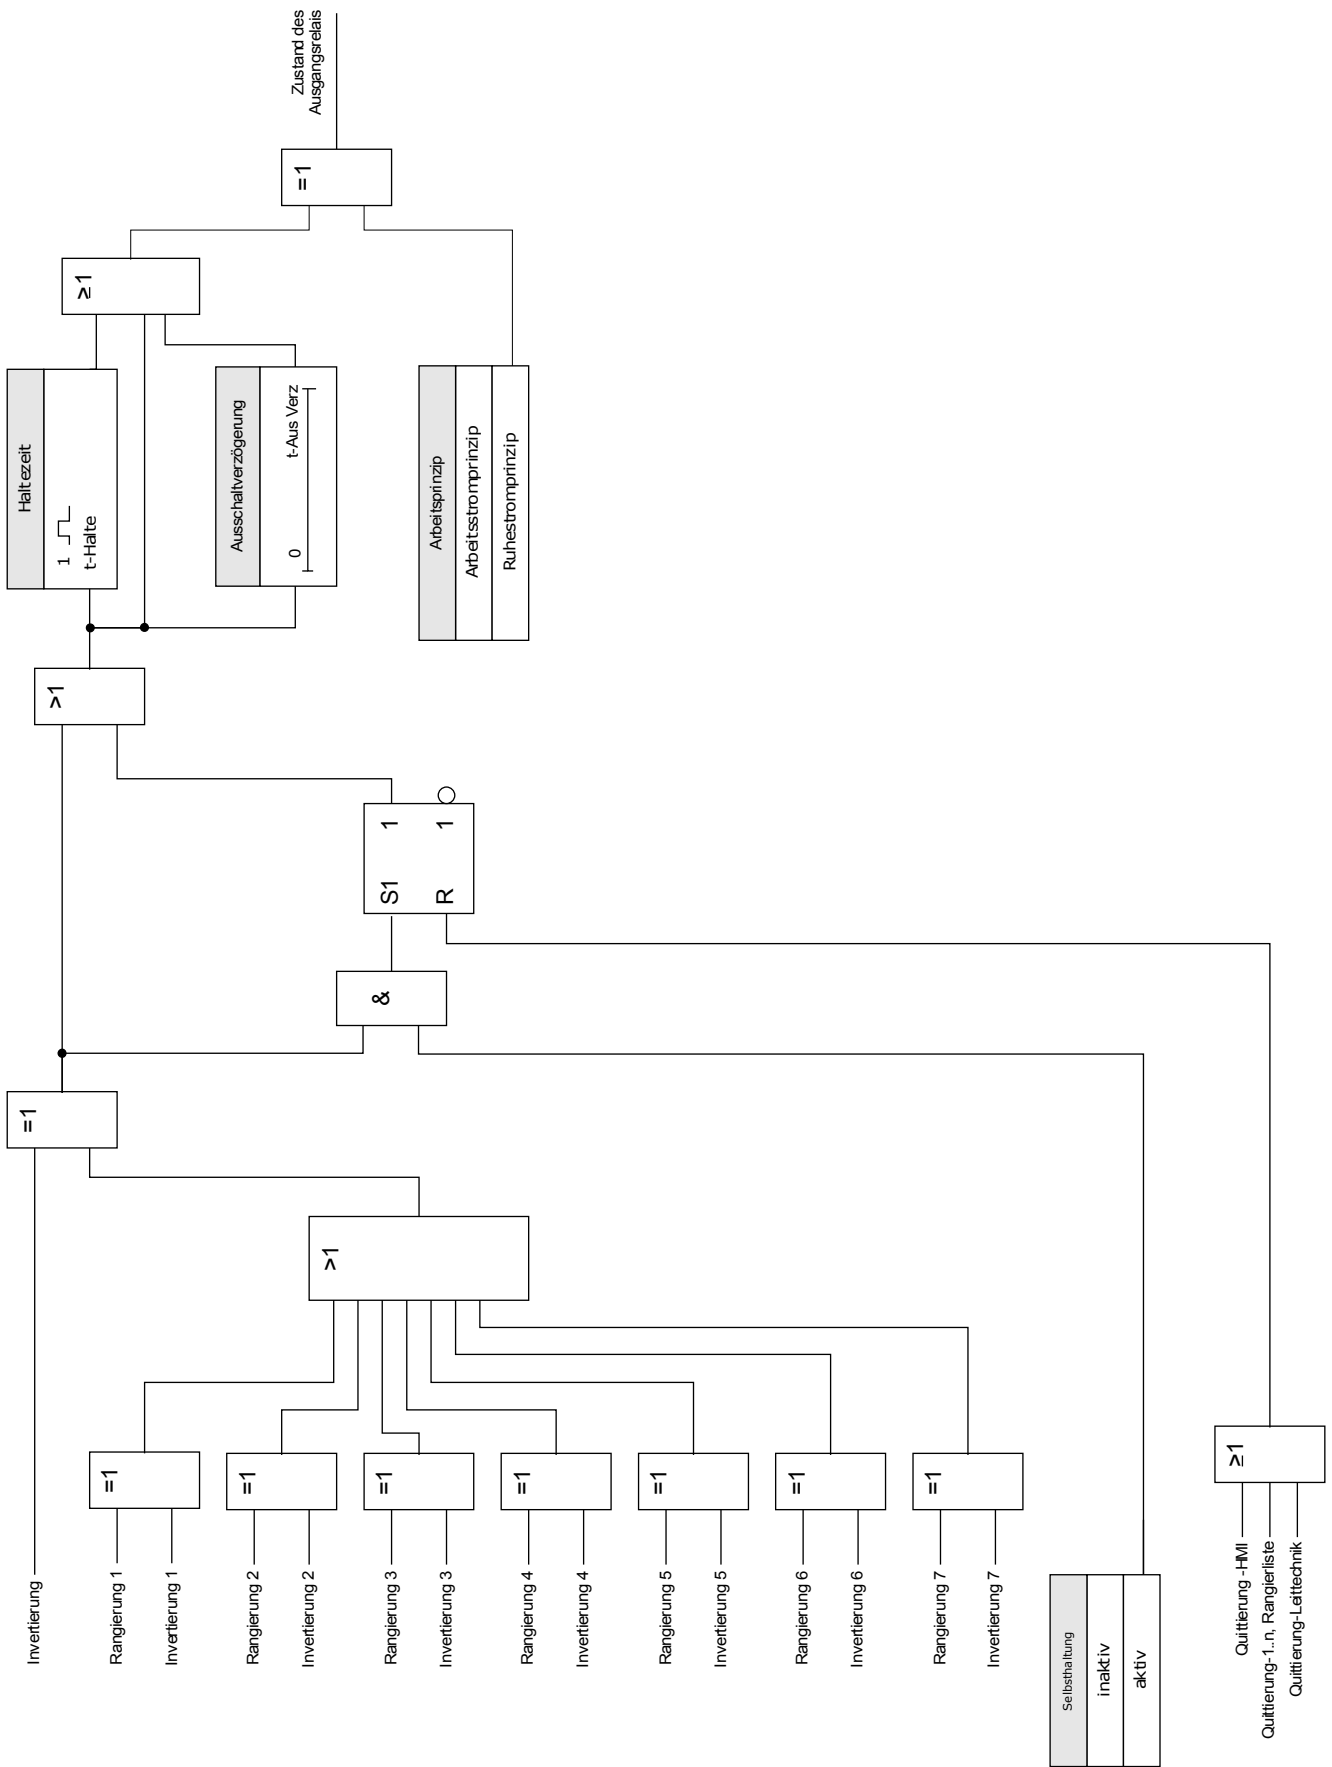 Invertierung
Rangierung 1
Invertierung 1
Rangierung 2
Invertierung 2
Rangierung 3
Invertierung 3
Rangierung 4
Invertierung 4
Rangierung 5
Invertierung 5
Rangierung 6
Invertierung 6
Rangierung 7
Invertierung 7
Selbsthaltung
inaktiv
aktiv
Quittierung -HMI
Quittierung-1..n, Rangierliste
Quittierung-Leittechnik
=1
=1
=1
=1
=1
=1
=1
≥1
>1
=1
&
S1 1
R 1
>1
Haltezeit
1
t-Halte
Ausschaltverzögerung
0 t-Aus Verz
Arbeitsprinzip
Arbeitsstromprinzip
Ruhestromprinzip
≥1
=1
Zustand des
Ausgangsrelais